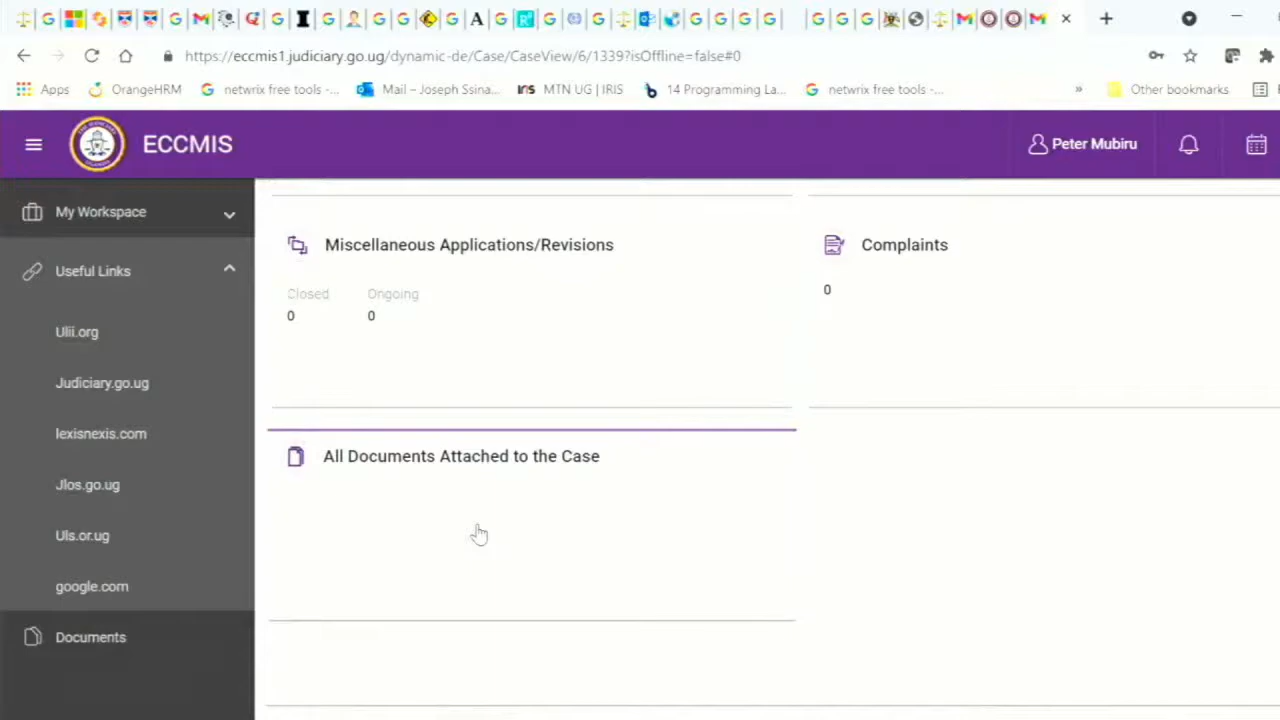 https://eccmis1.judiciary.go.ug/dynamic-de/Case/CaseView/6/1339?isOffline=false#0
Apps
OrangeHRM
netwrix free tools -...
Mail – Joseph Ssina...
MTN UG | IRIS
14 Programming La...
netwrix free tools -...
»
Other bookmarks
ECCMIS
Peter Mubiru
My Workspace
Useful Links
Ulii.org
Judiciary.go.ug
lexisnexis.com
Jlos.go.ug
Uls.or.ug
google.com
Documents
Miscellaneous Applications/Revisions
Closed Ongoing
0 0
Complaints
0
All Documents Attached to the Case